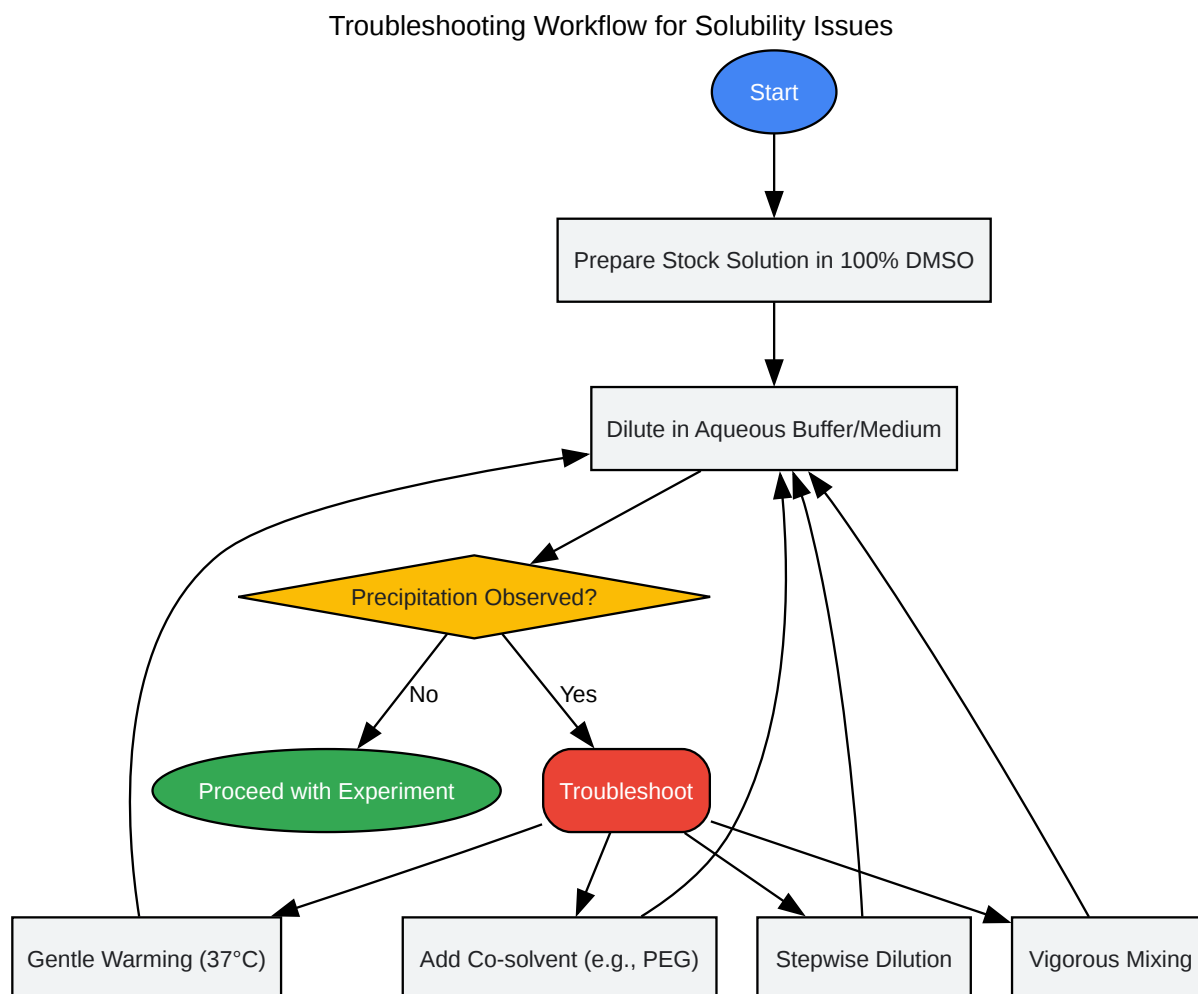 Troubleshooting Workflow for Solubility Issues
Start
Prepare Stock Solution in 100% DMSO
Dilute in Aqueous Buffer/Medium
Precipitation Observed?
No
Yes
Proceed with Experiment
Troubleshoot
Gentle Warming (37°C)
Add Co-solvent (e.g., PEG)
Stepwise Dilution
Vigorous Mixing